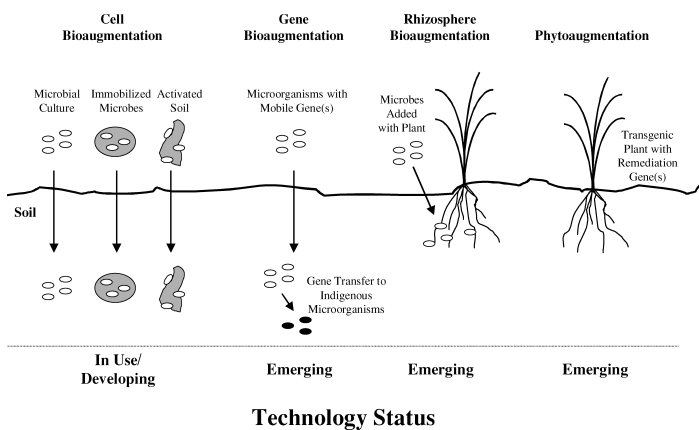 Cell
Bioaugmentation
Gene
Bioaugmentation
Rhizosphere
Bioaugmentation
Phytoaugmentation
Microbial
Culture
Immobilized
Microbes
Activated
Soil
Microorganisms with
Mobile Gene(s)
Microbes
Added
with Plant
Transgenic
Plant with
Remediation
Gene(s)
Soil
Gene Transfer to
Indigenous
Microorganisms
In Use/
Developing
Emerging
Emerging
Emerging
Technology Status